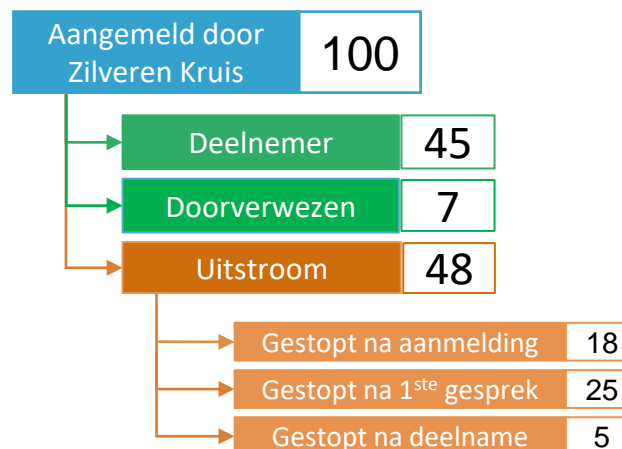 Aangemeld door
Zilveren Kruis
100
Deelnemer
45
Doorverwezen
7
Uitstroom
48
Gestopt na aanmelding
18
Gestopt na 1ste gesprek
25
Gestopt na deelname
5